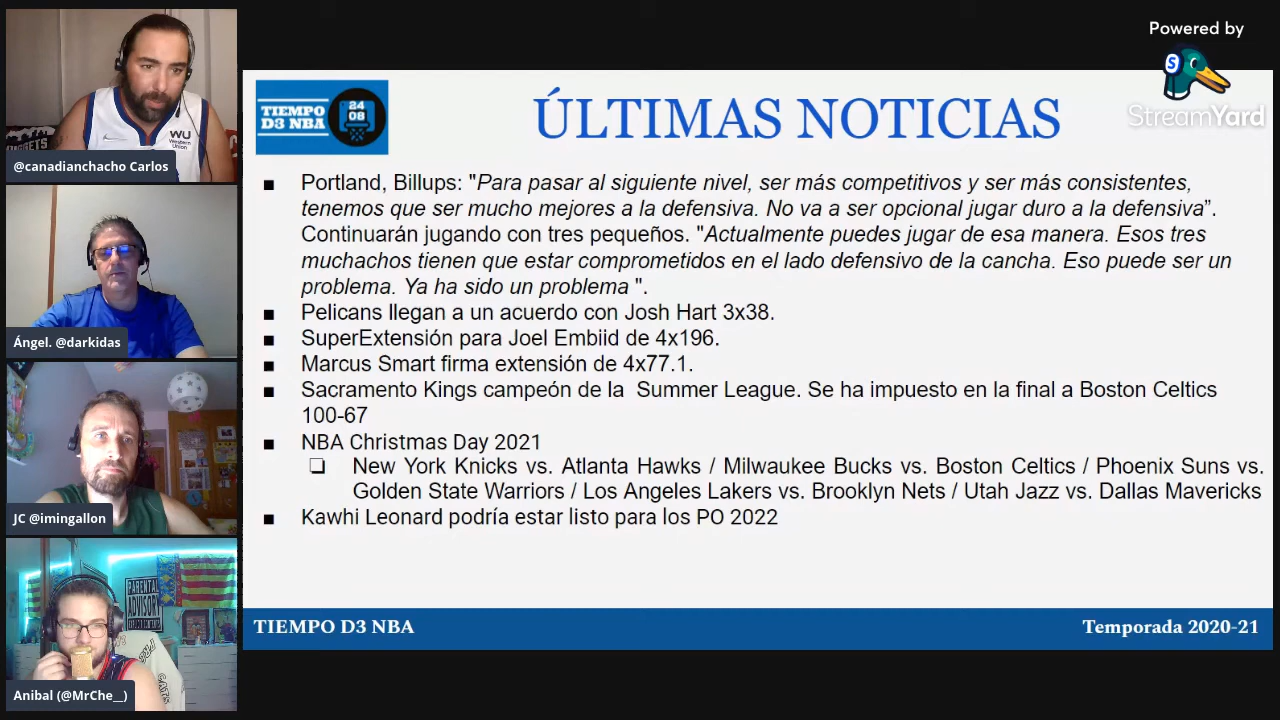 Powered by
StreamYard
TIEMPO
D3 NBA
24
08
ÚLTIMAS NOTICIAS
Portland, Billups: "Para pasar al siguiente nivel, ser más competitivos y ser más consistentes,
tenemos que ser mucho mejores a la defensiva. No va a ser opcional jugar duro a la defensiva”.
Continuarán jugando con tres pequeños. "Actualmente puedes jugar de esa manera. Esos tres
muchachos tienen que estar comprometidos en el lado defensivo de la cancha. Eso puede ser un
problema. Ya ha sido un problema ".
Pelicans llegan a un acuerdo con Josh Hart 3x38.
SuperExtensión para Joel Embiid de 4x196.
Marcus Smart firma extensión de 4x77.1.
Sacramento Kings campeón de la  Summer League. Se ha impuesto en la final a Boston Celtics
100-67
NBA Christmas Day 2021
New York Knicks vs. Atlanta Hawks / Milwaukee Bucks vs. Boston Celtics / Phoenix Suns vs.
Golden State Warriors / Los Angeles Lakers vs. Brooklyn Nets / Utah Jazz vs. Dallas Mavericks
Kawhi Leonard podría estar listo para los PO 2022
TIEMPO D3 NBA
Temporada 2020-21
WU
Western
Union
@canadianchacho Carlos
Ángel. @darkidas
JC @imingallon
PARENTAL
ADVISORY
Anibal (@MrChe__)